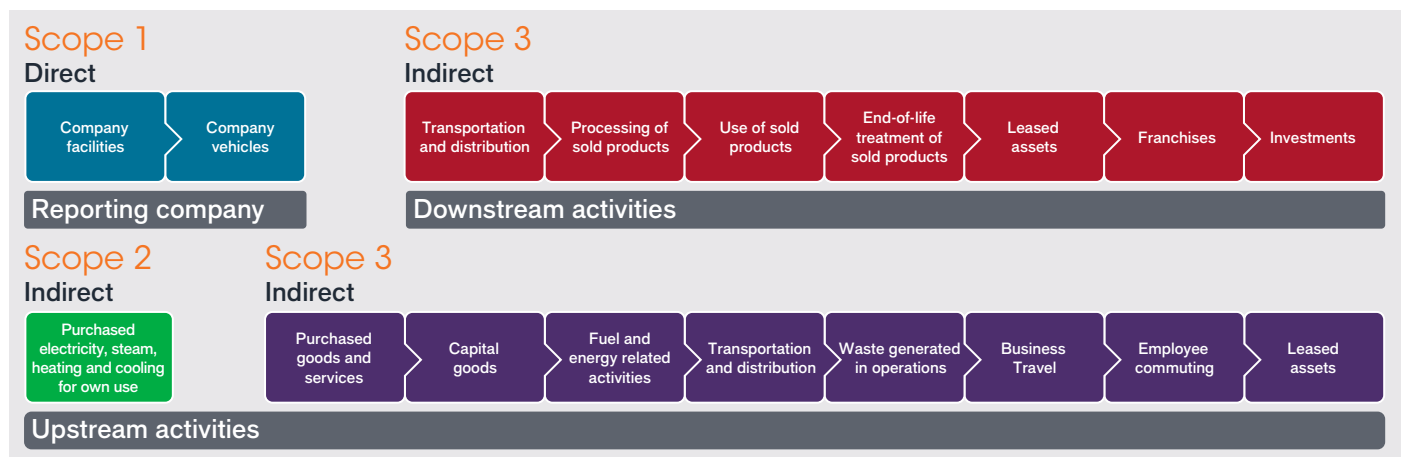 Scope 1
Direct
Company
facilities
Company
vehicles
Reporting company
Scope 3
Indirect
Transportation
and distribution
Processing of
sold products
Use of sold
products
End-of-life
treatment of
sold products
Leased
assets
Franchises
Investments
Downstream activities
Scope 2
Indirect
Purchased
electricity, steam,
heating and cooling
for own use
Scope 3
Indirect
Purchased
goods and
services
Capital
goods
Fuel and
energy related
activities
Transportation
and distribution
Waste generated
in operations
Business
Travel
Employee
commuting
Leased
assets
Upstream activities